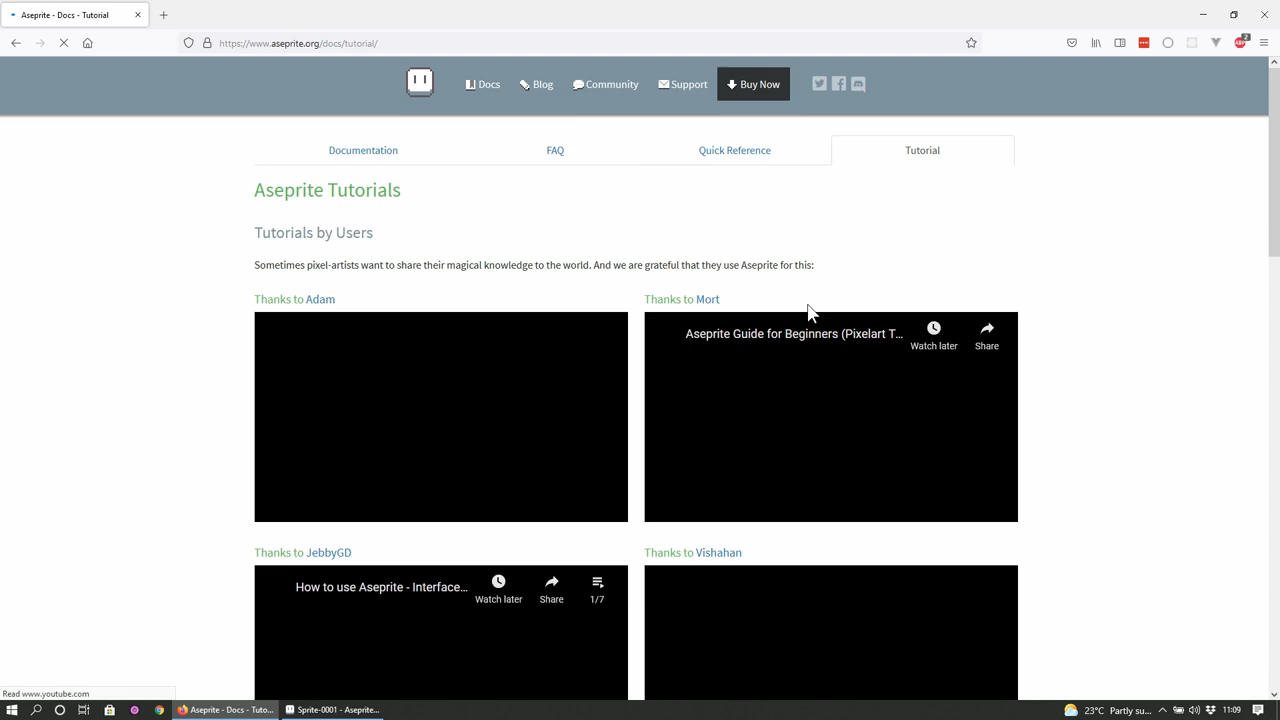 Aseprite - Docs - Tutorial
https://www.aseprite.org/docs/tutorial/
2
Docs
Blog
Community
Support
Buy Now
Documentation
FAQ
Quick Reference
Tutorial
Aseprite Tutorials
Tutorials by Users
Sometimes pixel-artists want to share their magical knowledge to the world. And we are grateful that they use Aseprite for this:
Thanks to Adam
Thanks to Mort
Aseprite Guide for Beginners (Pixelart T...
Watch later
Share
Thanks to JebbyGD
Thanks to Vishahan
How to use Aseprite - Interface...
Watch later
Share
1/7
Read www.youtube.com
Aseprite - Docs - Tuto...
Sprite-0001 - Aseprite...
23°C Partly su...
11:09